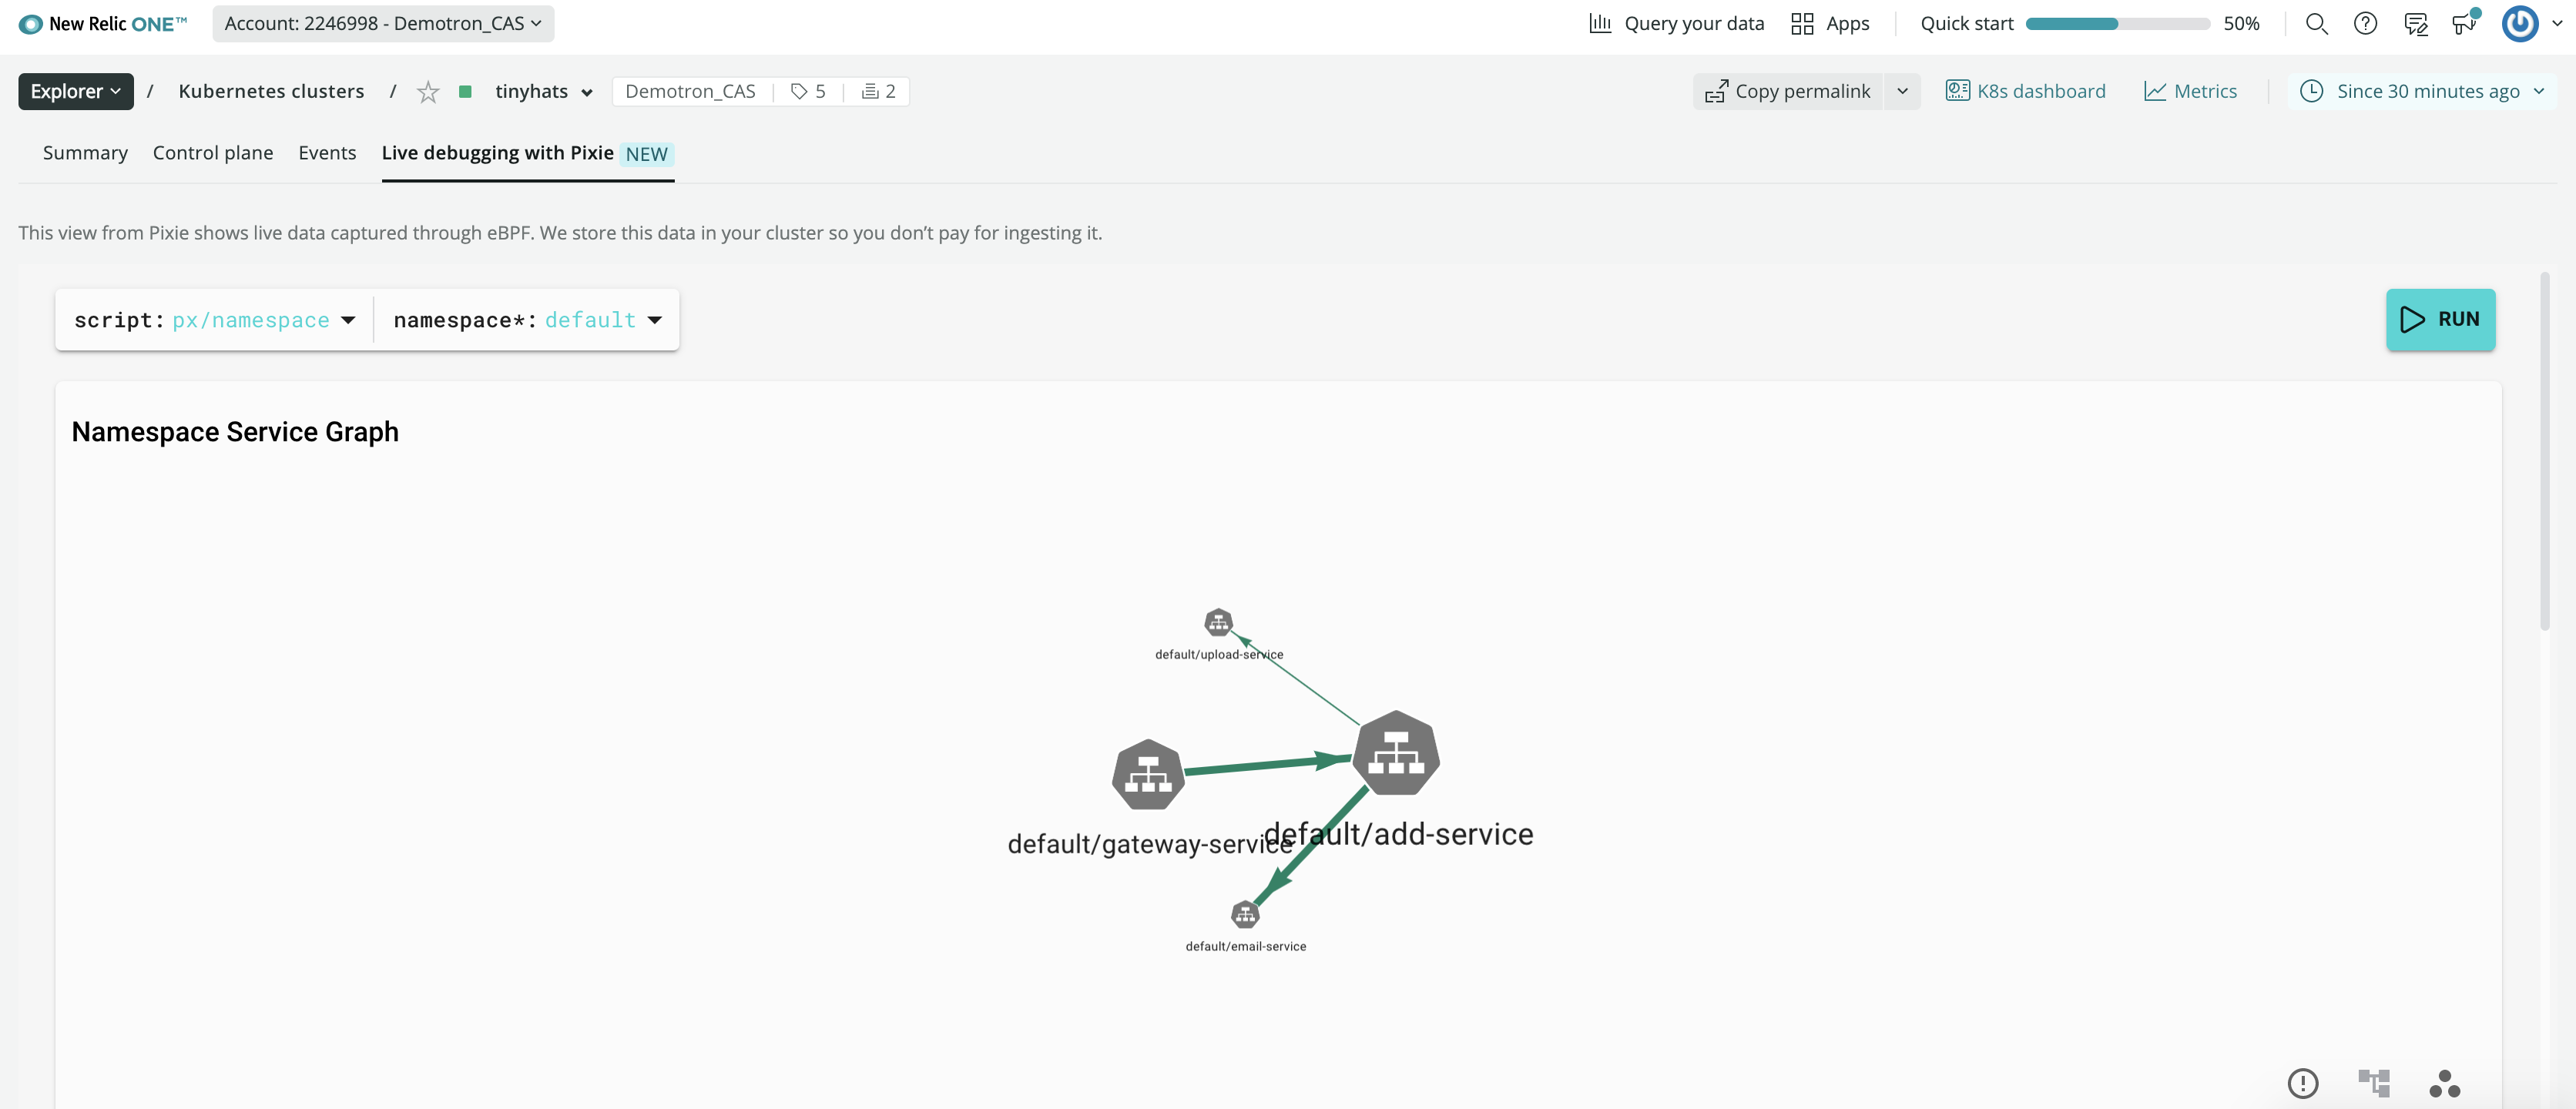 New Relic ONE™ Account: 2246998 - Demotron_CAS Query your data Apps Quick start 50%
Explorer / Kubernetes clusters / tinyhats Demotron_CAS 5 2 Copy permalink K8s dashboard Metrics Since 30 minutes ago
Summary Control plane Events Live debugging with Pixie NEW
This view from Pixie shows live data captured through eBPF. We store this data in your cluster so you don't pay for ingesting it.
script: px/namespace namespace*: default RUN
Namespace Service Graph
default/upload-service
default/gateway-service
default/add-service
default/email-service